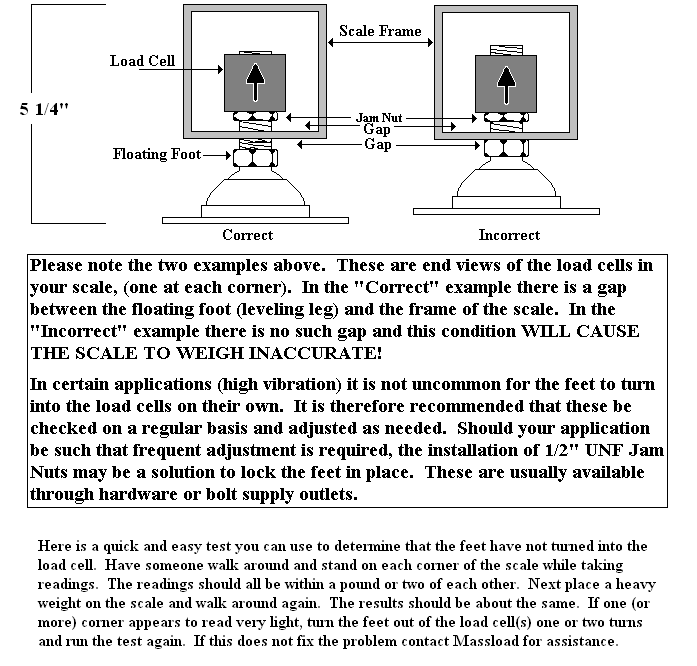 Scale Frame
Load Cell
5 1/4"
Jam Nut
Gap
Gap
Floating Foot
Correct
Incorrect
Please note the two examples above. These are end views of the load cells in
your scale, (one at each corner). In the "Correct" example there is a gap
between the floating foot (leveling leg) and the frame of the scale. In the
"Incorrect" example there is no such gap and this condition WILL CAUSE
THE SCALE TO WEIGH INACCURATE!
In certain applications (high vibration) it is not uncommon for the feet to turn
into the load cells on their own. It is therefore recommended that these be
checked on a regular basis and adjusted as needed. Should your application
be such that frequent adjustment is required, the installation of 1/2" UNF Jam
Nuts may be a solution to lock the feet in place. These are usually available
through hardware or bolt supply outlets.
Here is a quick and easy test you can use to determine that the feet have not turned into the
load cell. Have someone walk around and stand on each corner of the scale while taking
readings. The readings should all be within a pound or two of each other. Next place a heavy
weight on the scale and walk around again. The results should be about the same. If one (or
more) corner appears to read very light, turn the feet out of the load cell(s) one or two turns
and run the test again. If this does not fix the problem contact Massload for assistance.